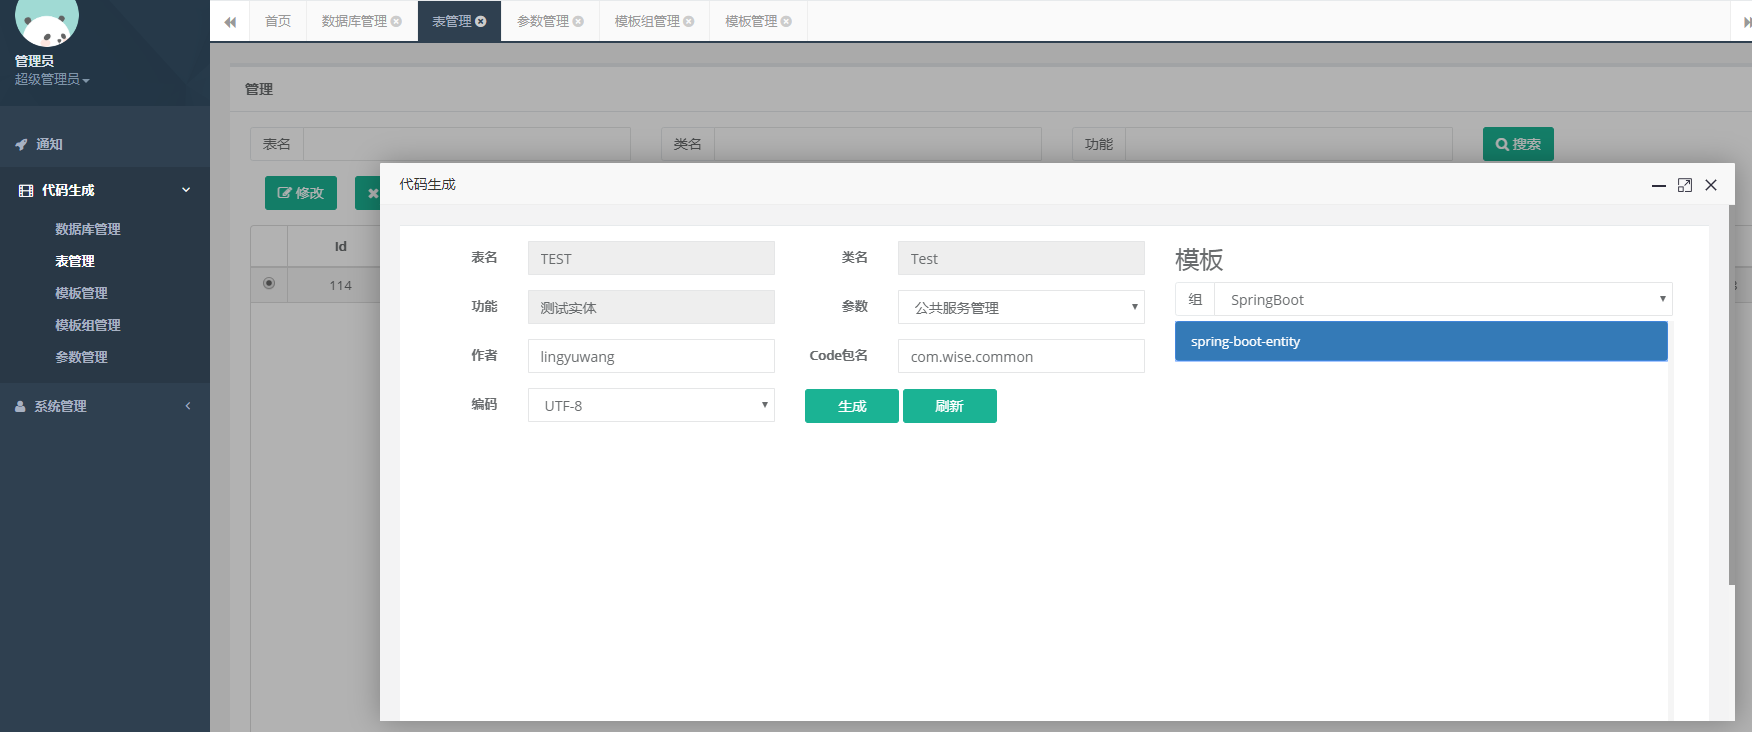 管理员
超级管理员
通知
代码生成
数据库管理
表管理
模板管理
模板组管理
参数管理
系统管理
首页 数据库管理 表管理 参数管理 模板组管理 模板管理
管理
表名 类名 功能 搜索
修改
Id
114
代码生成
表名 TEST 类名 Test
功能 测试实体 参数 公共服务管理
作者 lingyuwang Code包名 com.wise.common
编码 UTF-8 生成 刷新
模板
组 SpringBoot
spring-boot-entity